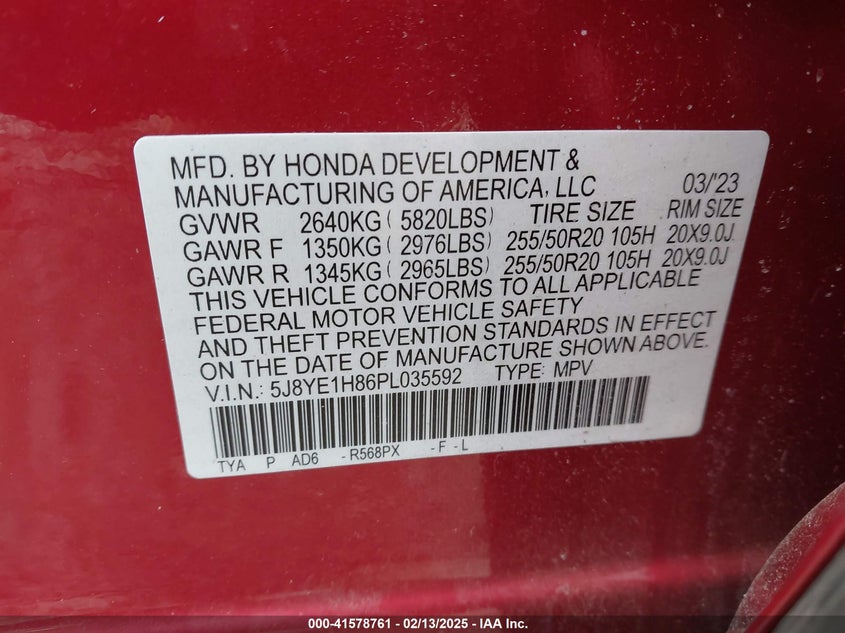 MFD. BY HONDA DEVELOPMENT &
MANUFACTURING OF AMERICA, LLC 03/'23
GVWR 2640KG ( 5820LBS) TIRE SIZE RIM SIZE
GAWR F 1350KG ( 2976LBS) 255/50R20 105H 20X9.0J
GAWR R 1345KG ( 2965LBS) 255/50R20 105H 20X9.0J
THIS VEHICLE CONFORMS TO ALL APPLICABLE
FEDERAL MOTOR VEHICLE SAFETY
AND THEFT PREVENTION STANDARDS IN EFFECT
ON THE DATE OF MANUFACTURE SHOWN ABOVE.
V.I.N.: 5J8YE1H86PL035592 TYPE: MPV
TYA P AD6 - R568PX - F - L
000-41578761 - 02/13/2025 - IAA Inc.